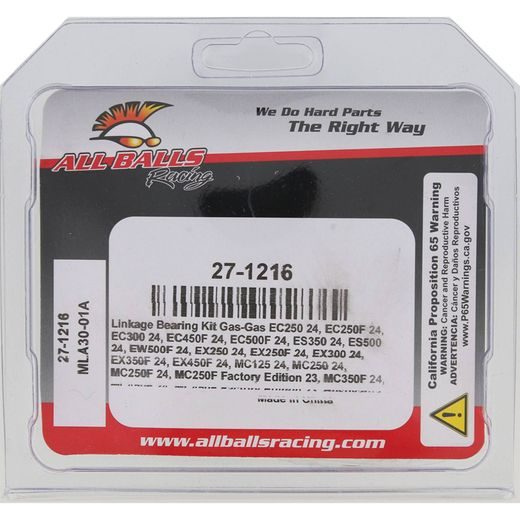 We Do Hard Parts
The Right Way
ALL BALLS
Racing
27-1216
Linkage Bearing Kit Gas-Gas EC250 24, EC250F 24,
EC300 24, EC450F 24, EC500F 24, ES350 24, ES500
24, EW500F 24, EX250 24, EX250F 24, EX300 24,
EX350F 24, EX450F 24, MC125 24, MC250 24,
MC250F 24, MC250F Factory Edition 23, MC350F 24,
Made in China
www.allballsracing.com
27-1216
MLA30-01A
California Proposition 65 Warning
WARNING: Cancer and Reproductive Harm
ADVERTENCIA: Cáncer y Daños Reproductivos
www.P65Warnings.ca.gov